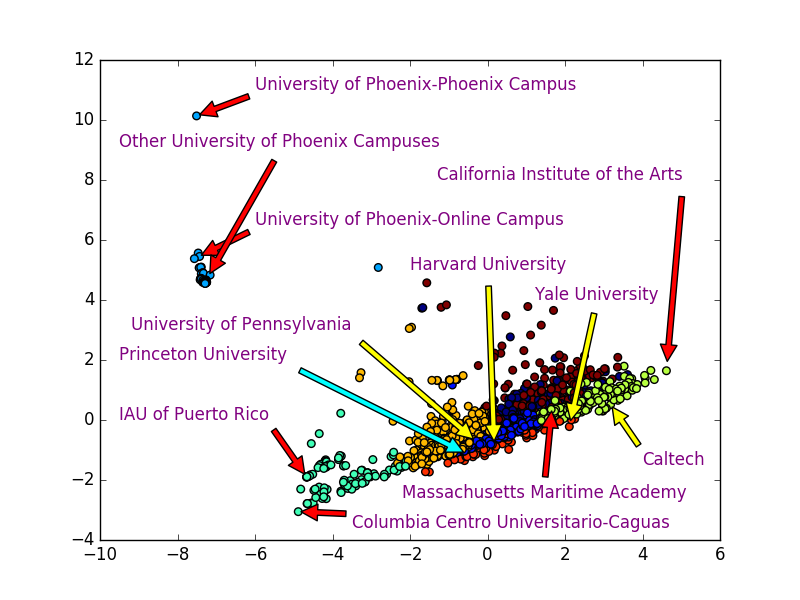 12
University of Phoenix-Phoenix Campus
10
Other University of Phoenix Campuses
8
California Institute of the Arts
University of Phoenix-Online Campus
6
Harvard University
4
Yale University
University of Pennsylvania
2
Princeton University
0
IAU of Puerto Rico
Caltech
−2
Massachusetts Maritime Academy
Columbia Centro Universitario-Caguas
−4
−10 −8 −6 −4 −2 0 2 4 6